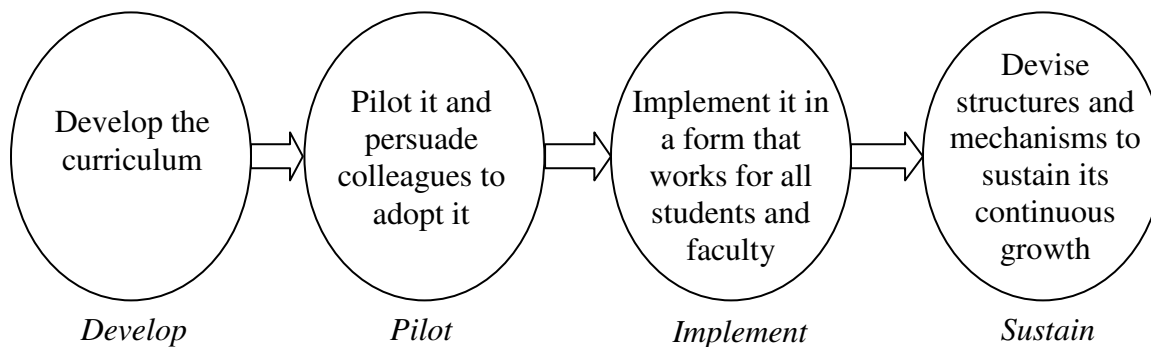 Develop the
curriculum
Pilot it and
persuade
colleagues to
adopt it
Implement it in
a form that
works for all
students and
faculty
Devise
structures and
mechanisms to
sustain its
continuous
growth
Develop
Pilot
Implement
Sustain